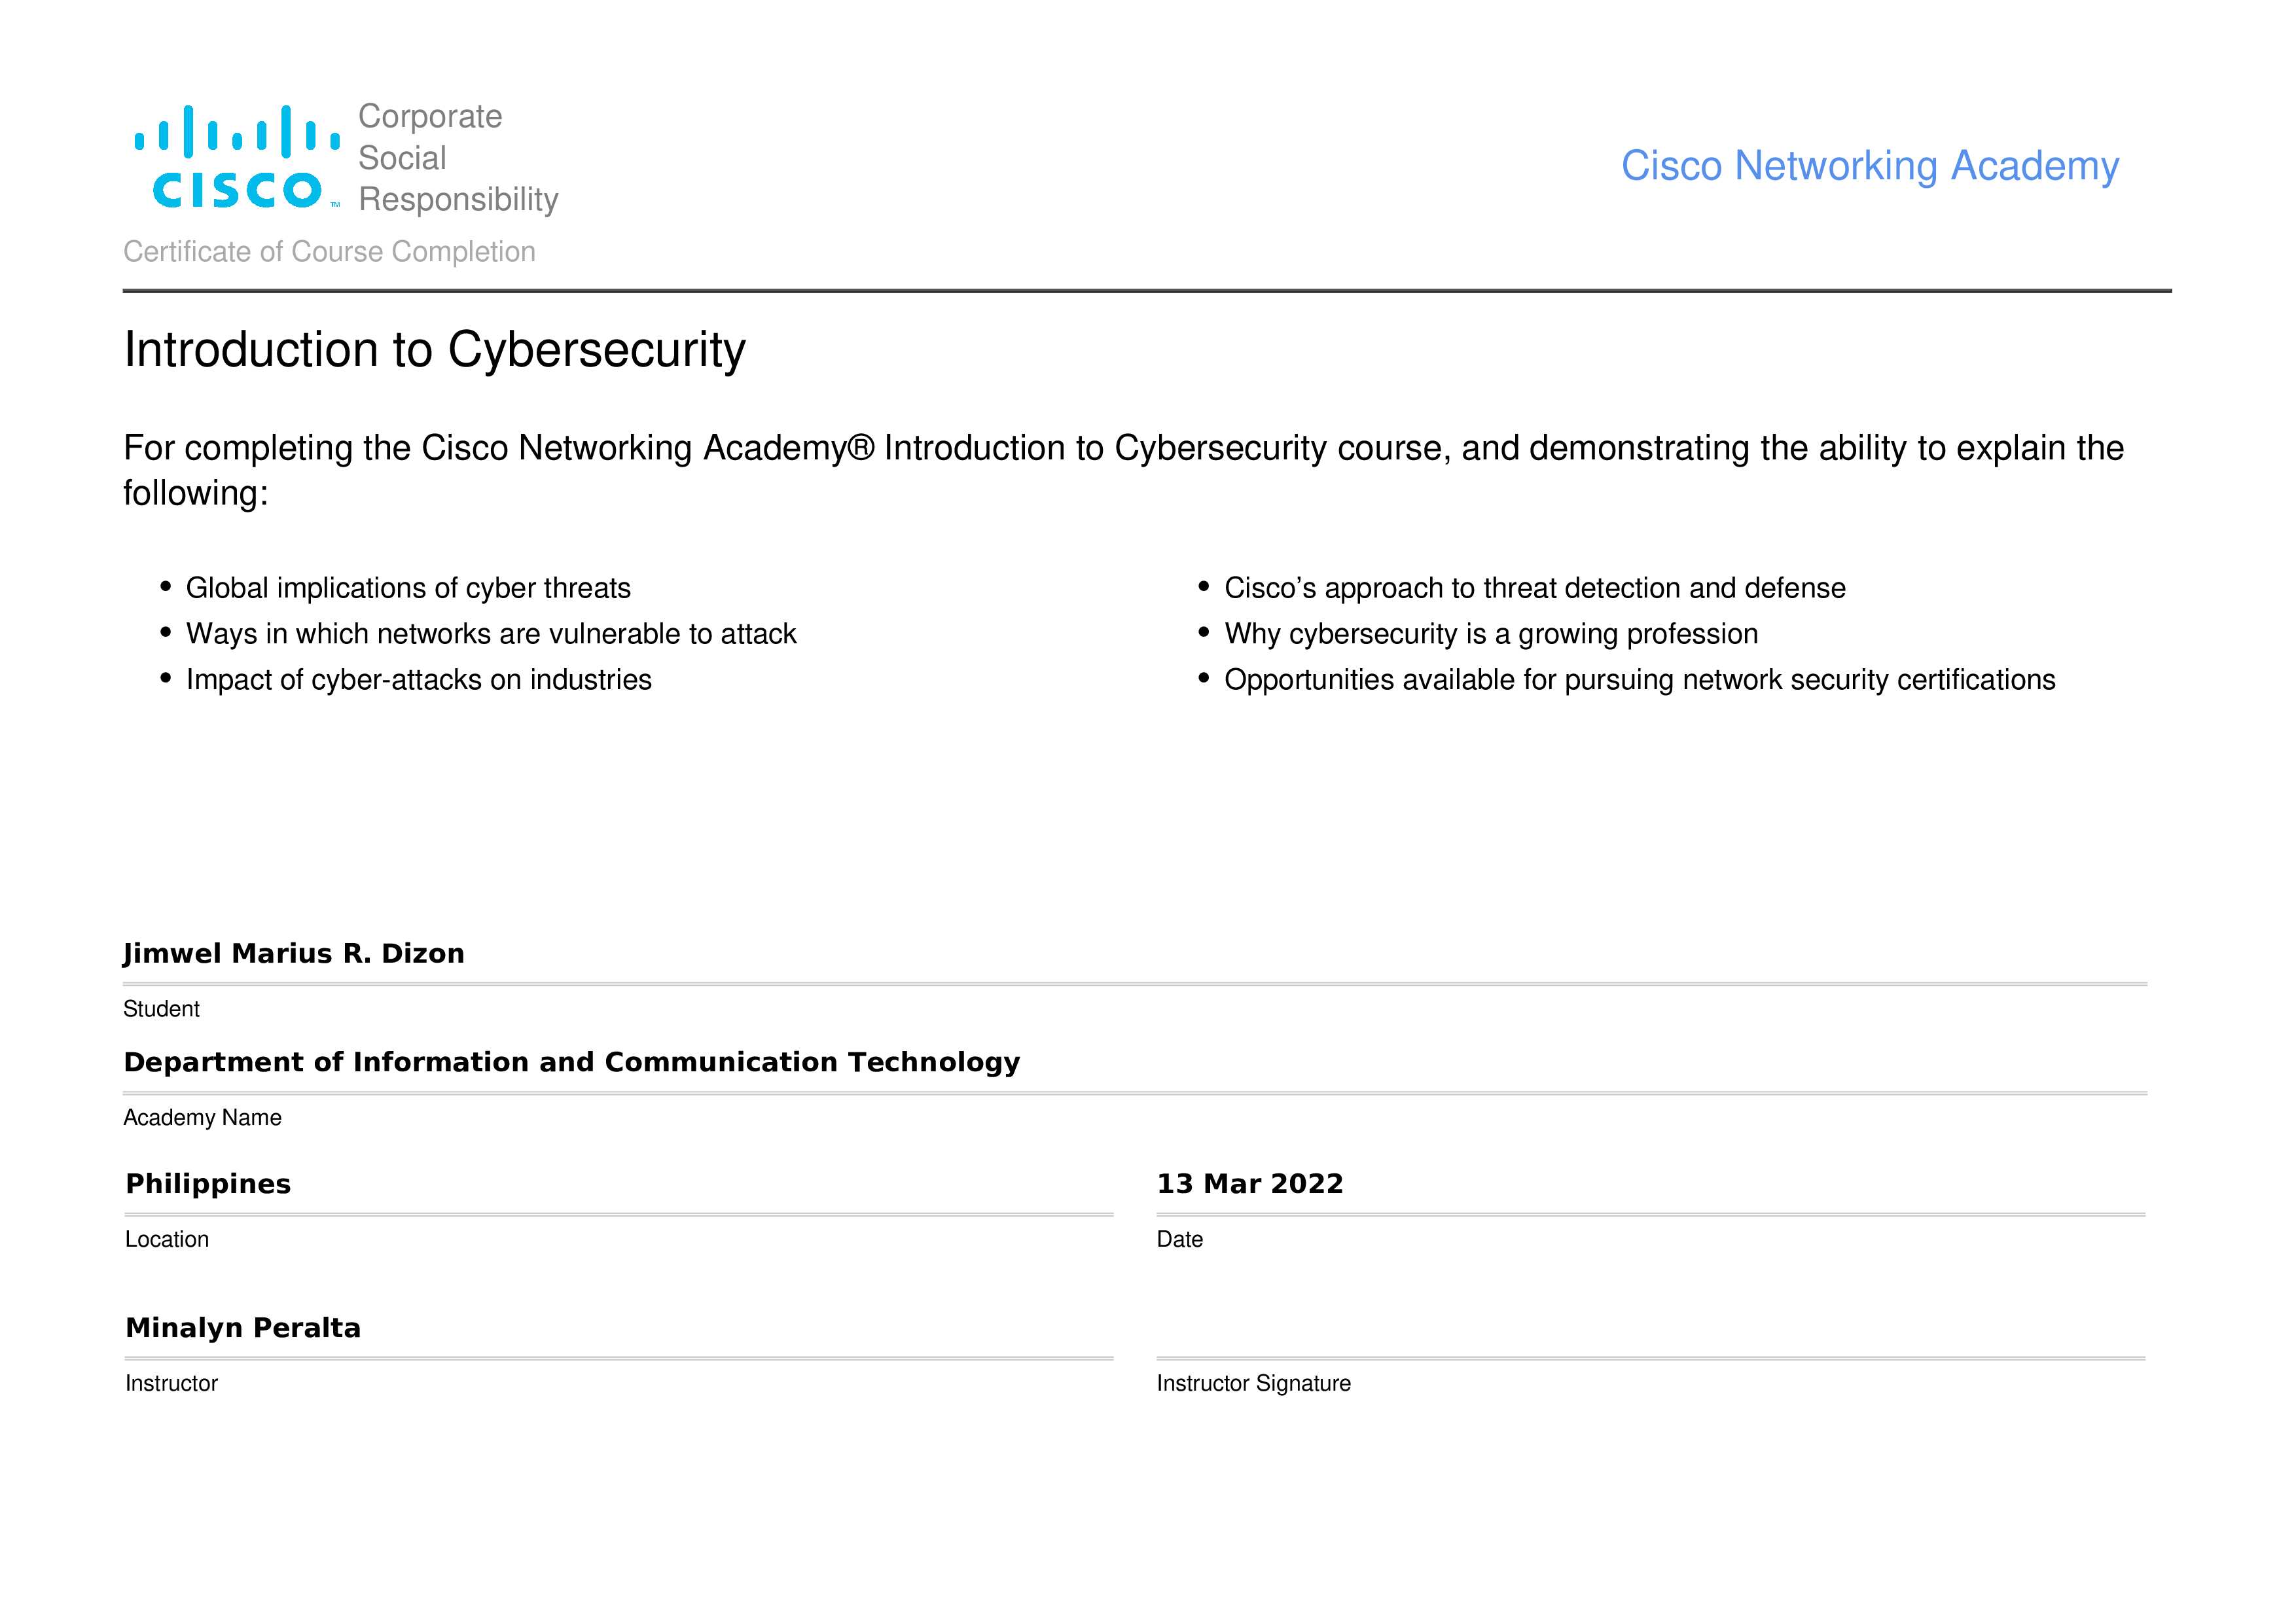 CISCO™
Corporate
Social
Responsibility
Cisco Networking Academy
Certificate of Course Completion
Introduction to Cybersecurity
For completing the Cisco Networking Academy® Introduction to Cybersecurity course, and demonstrating the ability to explain the
following:
• Global implications of cyber threats
• Ways in which networks are vulnerable to attack
• Impact of cyber-attacks on industries
• Cisco’s approach to threat detection and defense
• Why cybersecurity is a growing profession
• Opportunities available for pursuing network security certifications
Jimwel Marius R. Dizon
Student
Department of Information and Communication Technology
Academy Name
Philippines
Location
13 Mar 2022
Date
Minalyn Peralta
Instructor
Instructor Signature